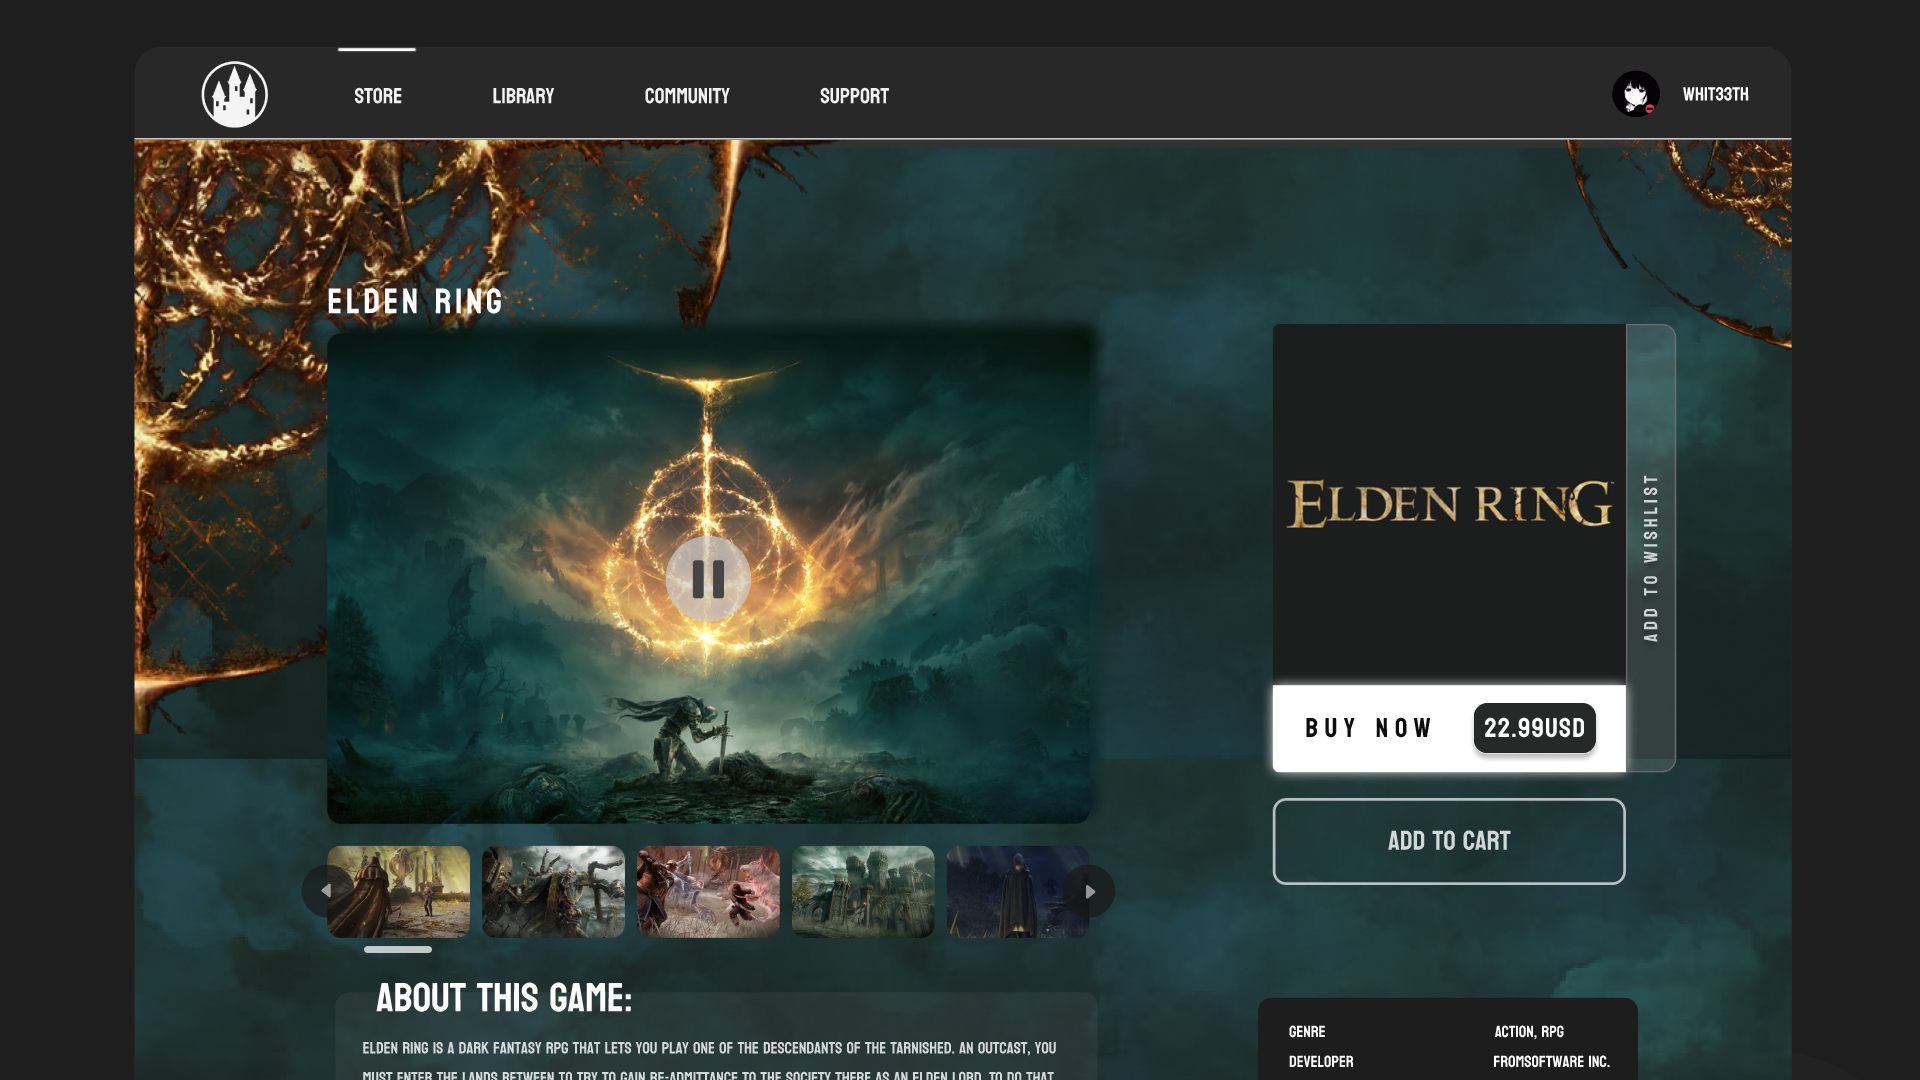 STORE
LIBRARY
COMMUNITY
SUPPORT
WHIT33TH
ELDEN RING
ELDEN RING
ADD TO WISHLIST
BUY NOW
22.99USD
ADD TO CART
ABOUT THIS GAME:
ELDEN RING IS A DARK FANTASY RPG THAT LETS YOU PLAY ONE OF THE DESCENDANTS OF THE TARNISHED. AN OUTCAST, YOU
MUST ENTER THE LANDS BETWEEN TO TRY TO GAIN RE-ADMITTANCE TO THE SOCIETY THERE AS AN ELDEN LORD. TO DO THAT,
GENRE
ACTION, RPG
DEVELOPER
FROMSOFTWARE INC.